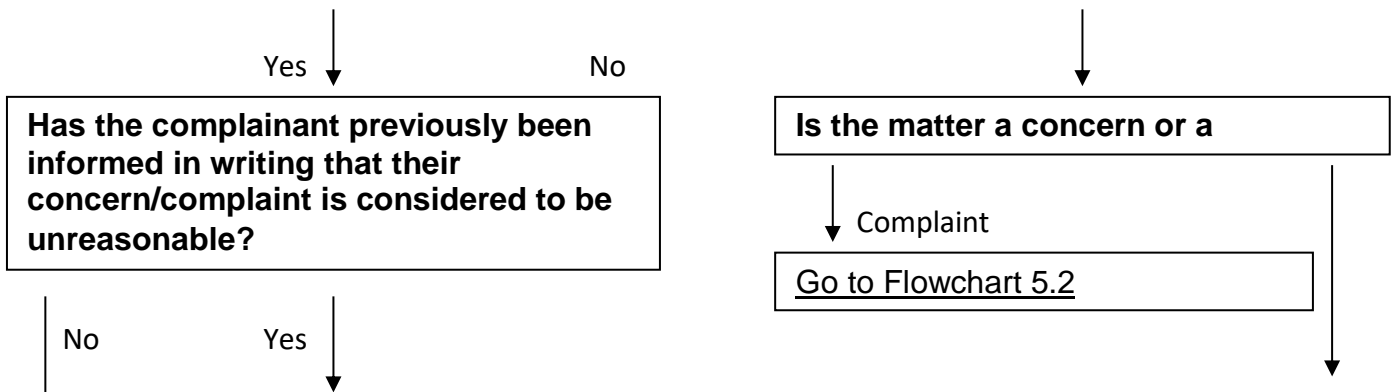 Yes
No
Has the complainant previously been
informed in writing that their
concern/complaint is considered to be
unreasonable?
No
Yes
Is the matter a concern or a
Complaint
Go to Flowchart 5.2